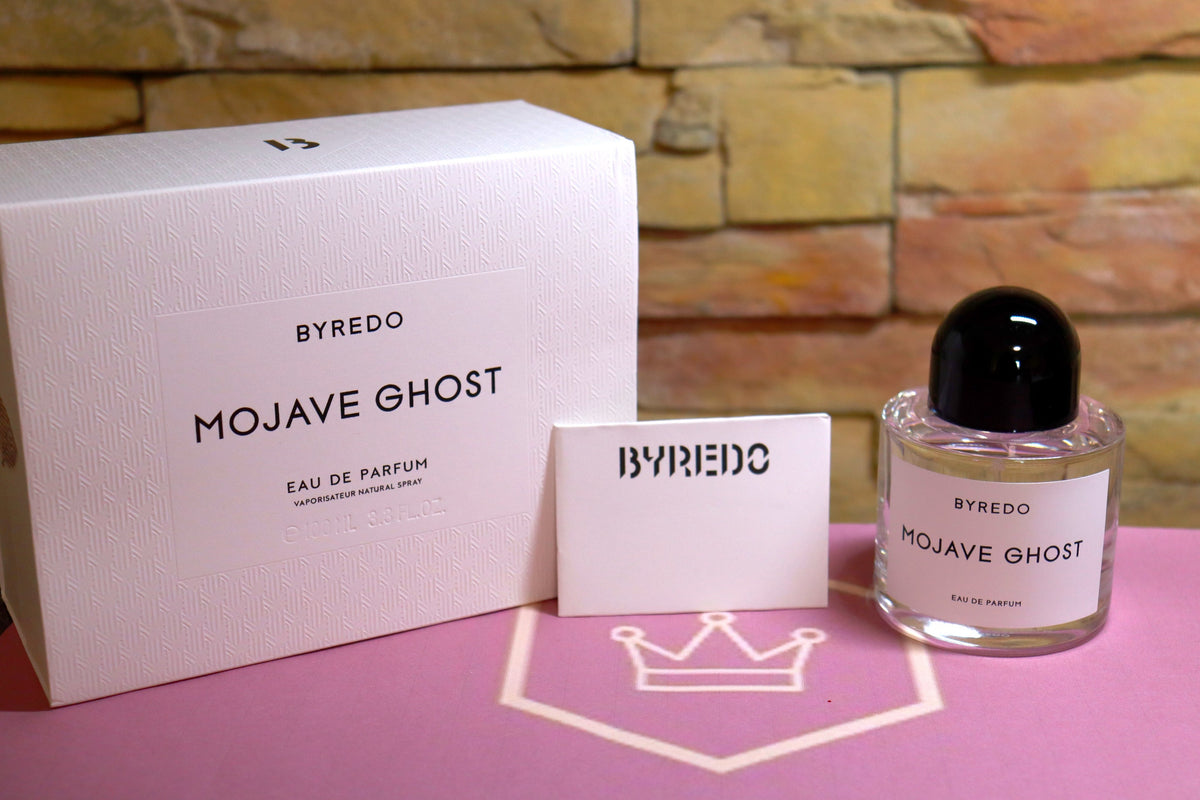 B
BYREDO
MOJAVE GHOST
EAU DE PARFUM
VAPORISATEUR NATURAL SPRAY
℮ 100 ML 3.3 FL.OZ.
BYREDO
BYREDO
MOJAVE GHOST
EAU DE PARFUM